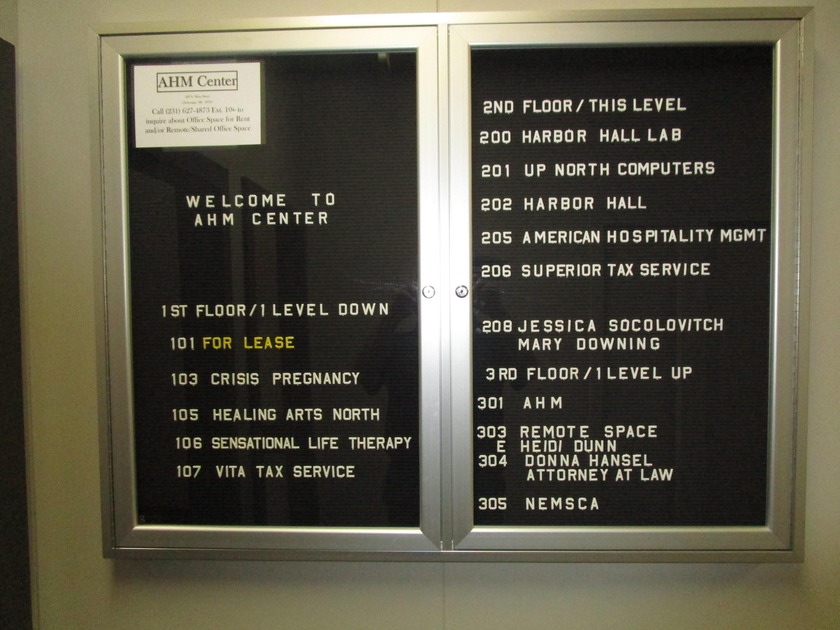 AHM Center
Call (231) 627-4873 Ext. 104 to
inquire about Office Space for Rent
and/or Remote/Shared Office Space
WELCOME TO
AHM CENTER
1ST FLOOR/1 LEVEL DOWN
101 FOR LEASE
103 CRISIS PREGNANCY
105 HEALING ARTS NORTH
106 SENSATIONAL LIFE THERAPY
107 VITA TAX SERVICE
2ND FLOOR/THIS LEVEL
200 HARBOR HALL LAB
201 UP NORTH COMPUTERS
202 HARBOR HALL
205 AMERICAN HOSPITALITY MGMT
206 SUPERIOR TAX SERVICE
208 JESSICA SOCOLOVITCH
MARY DOWNING
3RD FLOOR/1 LEVEL UP
301 AHM
303 REMOTE SPACE
E HEIDI DUNN
304 DONNA HANSEL
ATTORNEY AT LAW
305 NEMSCA